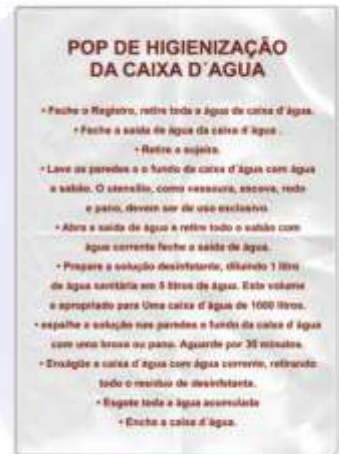 POP DE HIGIENIZAÇÃO
DA CAIXA D´AGUA
• Feche o Registro, retire toda a água da caixa d'água.
• Feche a saída de água da caixa d'água .
• Retire a sujeira.
• Lave as paredes e o fundo da caixa d'água com água
e sabão. O utensílio, como vassoura, escova, rodo
e pano, devem ser de uso exclusivo.
• Abra a saída de água e retire todo o sabão com
água corrente feche a saída de água.
• Prepare a solução desinfetante, diluindo 1 litro
de água sanitária em 5 litros de água. Este volume
e apropriado para Uma caixa d'água de 1000 litros.
• espalhe a solução nas paredes e fundo da caixa d'água
com uma broxa ou pano. Aguarde por 30 minutos.
• Enxágüe a caixa d'água com água corrente, retirando
todo o resíduo de desinfetante.
• Esgote toda a água acumulada
• Encha a caixa d'água.